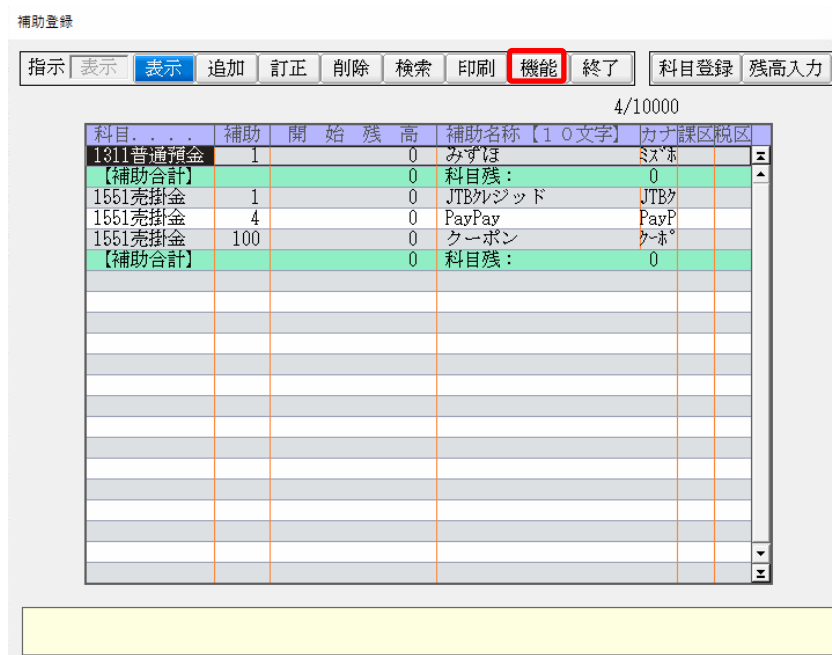 補助登録
指示 表示 表示 追加 訂正 削除 検索 印刷 機能 終了 科目登録 残高入力
4/10000
科目. . . . 補助 開 始 残 高 補助名称【１０文字】 カナ 課区 税区
1311普通預金 1 0 みずほ ﾐｽﾞﾎ
【補助合計】 0 科目残： 0
1551売掛金 1 0 JTBｸﾚジッド JTBｸ
1551売掛金 4 0 PayPay PayP
1551売掛金 100 0 クーポン ｸｰﾎﾟ
【補助合計】 0 科目残： 0